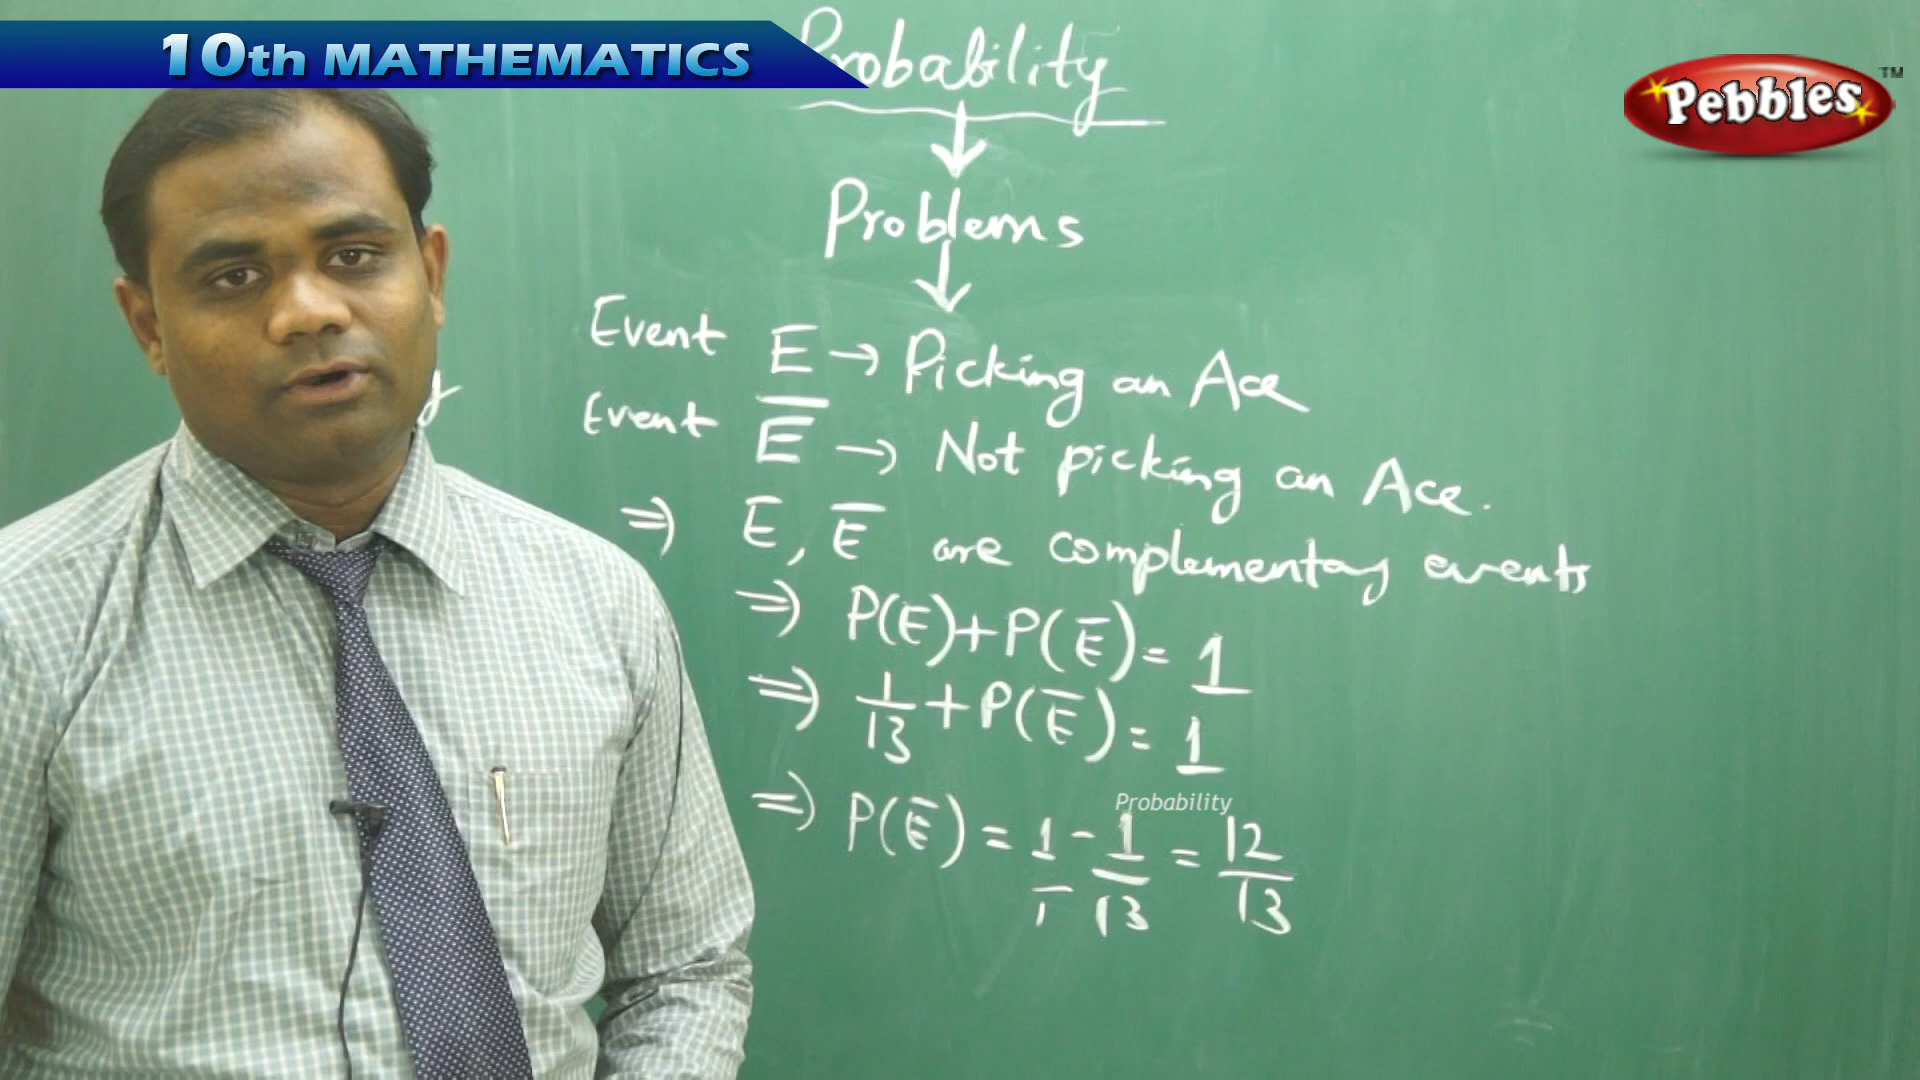 10th MATHEMATICS
Pebbles™
Probability
Problems
Event E → Picking an Ace
Event E̅ → Not picking an Ace.
⇒ E, E̅ are complementary events
⇒ P(E)+P(E̅)= 1
⇒ 1/13 + P(E̅) = 1
Probability
⇒ P(E̅) = 1/1 - 1/13 = 12/13